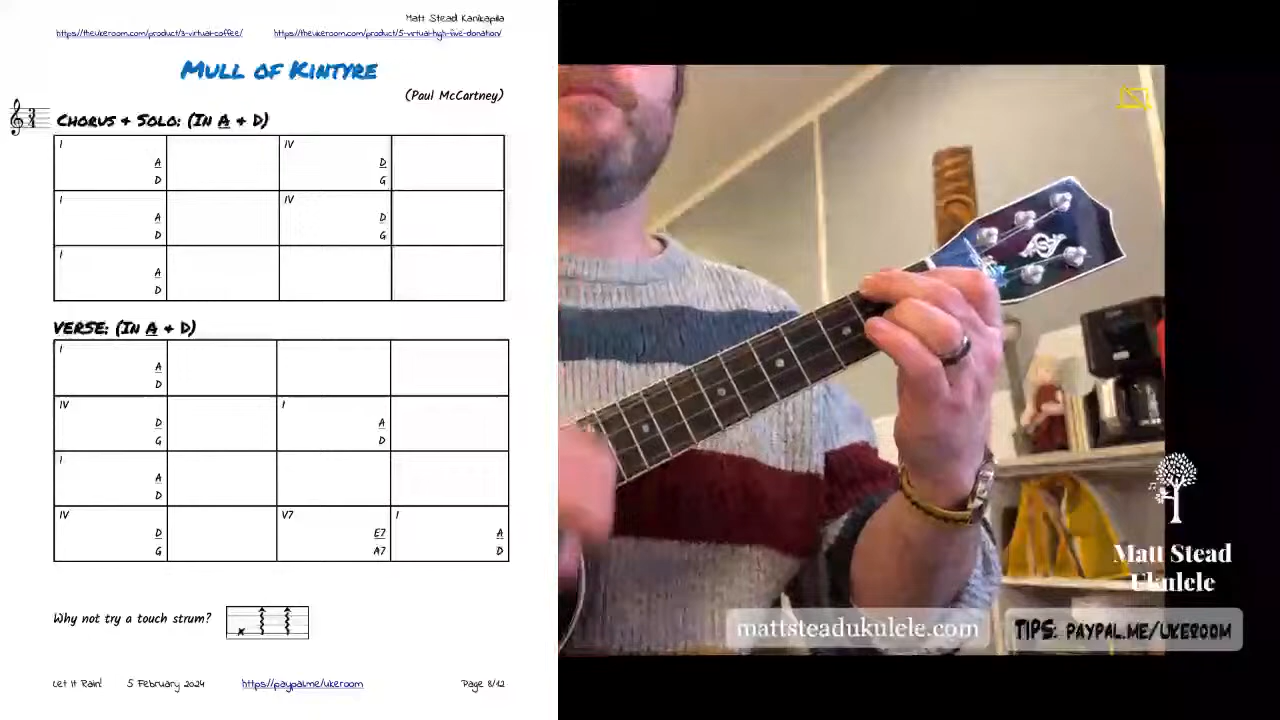 Matt Stead Kanikapila
https://theukeroom.com/product/3-virtual-coffee/ https://theukeroom.com/product/5-virtual-high-five-donation/
Mull of Kintyre
(Paul McCartney)
3
4
Chorus + Solo: (In A + D)
I IV
A D
D G
I IV
A D
D G
I
A
D
Verse: (In A + D)
I
A
D
IV I
D A
G D
I
A
D
IV V7 I
D E7 A
G A7 D
Why not try a touch strum?
x
Let It Rain! 5 February 2024 https://paypal.me/ukeroom Page 8/12
Matt Stead
Ukulele
mattsteadukulele.com
TIPS: PAYPAL.ME/UKEROOM